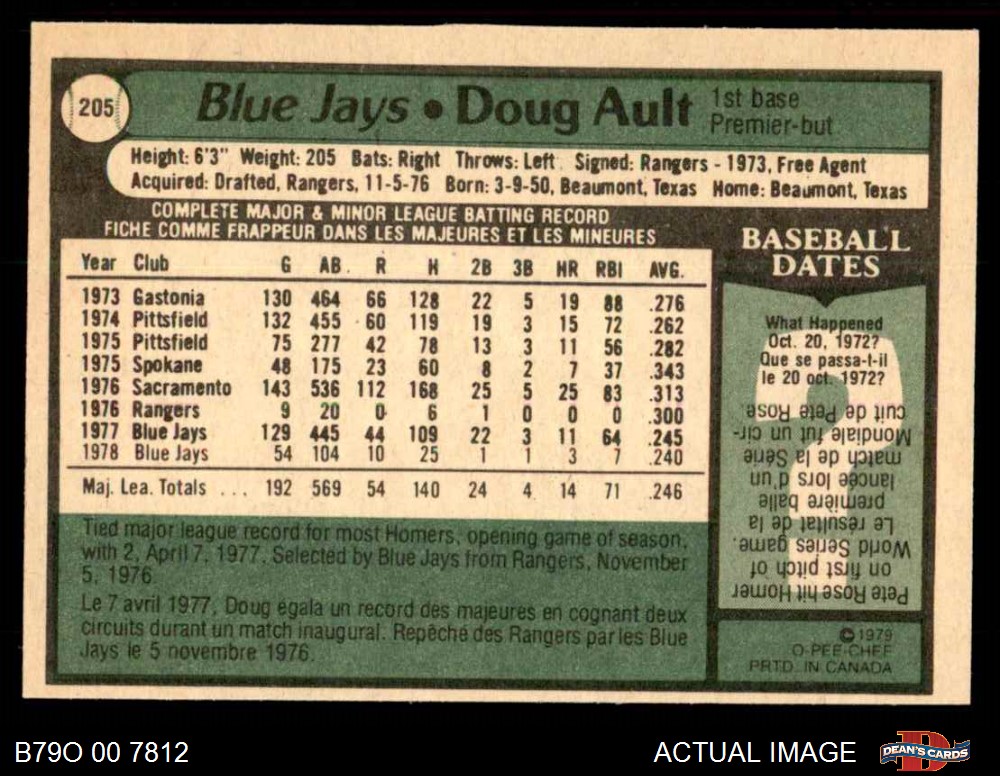 205
Blue Jays • Doug Ault
1st base
Premier-but
Height: 6'3" Weight: 205 Bats: Right Throws: Left Signed: Rangers - 1973, Free Agent
Acquired: Drafted, Rangers, 11-5-76 Born: 3-9-50, Beaumont, Texas Home: Beaumont, Texas
COMPLETE MAJOR & MINOR LEAGUE BATTING RECORD
FICHE COMME FRAPPEUR DANS LES MAJEURES ET LES MINEURES
Year Club G AB. R H 2B 3B HR RBI AVG.
1973 Gastonia 130 464 66 128 22 5 19 88 .276
1974 Pittsfield 132 455 60 119 19 3 15 72 .262
1975 Pittsfield 75 277 42 78 13 3 11 56 .282
1975 Spokane 48 175 23 60 8 2 7 37 .343
1976 Sacramento 143 536 112 168 25 5 25 83 .313
1976 Rangers 9 20 0 6 1 0 0 0 .300
1977 Blue Jays 129 445 44 109 22 3 11 64 .245
1978 Blue Jays 54 104 10 25 1 1 3 7 .240
Maj. Lea. Totals ... 192 569 54 140 24 4 14 71 .246
Tied major league record for most Homers, opening game of season,
with 2, April 7, 1977. Selected by Blue Jays from Rangers, November
5, 1976.
Le 7 avril 1977, Doug égala un record des majeures en cognant deux
circuits durant un match inaugural. Repêché des Rangers par les Blue
Jays le 5 novembre 1976.
BASEBALL
DATES
What Happened
Oct. 20, 1972?
Que se passa-t-il
le 20 oct. 1972?
Pete Rose hit Homer
on first pitch of
World Series game.
Le résultat de la
première balle
lancée lors d'un
match de la Série
Mondiale fut un cir-
cuit de Pete Rose
©1979
O-PEE-CHEE
PRTD. IN CANADA
B79O 00 7812
ACTUAL IMAGE
D
DEAN'S CARDS